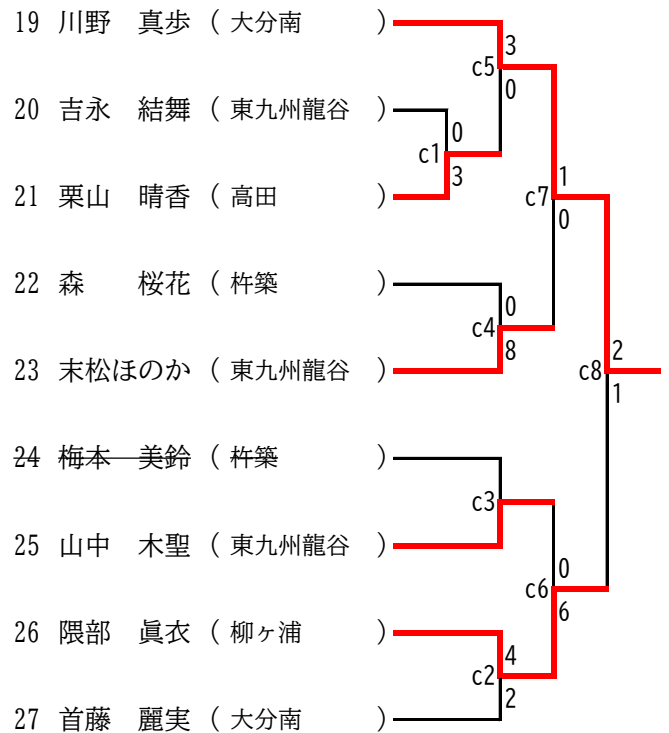 19 川野　真歩 ( 大分南 )
3
c5
0
20 吉永　結舞 ( 東九州龍谷 )
0
c1
3
21 栗山　晴香 ( 高田 )
1
c7
0
22 森　　桜花 ( 杵築 )
0
c4
8
23 末松ほのか ( 東九州龍谷 )
2
c8
1
24 梅本　美鈴 ( 杵築 )
c3
25 山中　木聖 ( 東九州龍谷 )
0
c6
6
26 隈部　眞衣 ( 柳ヶ浦 )
4
c2
2
27 首藤　麗実 ( 大分南 )